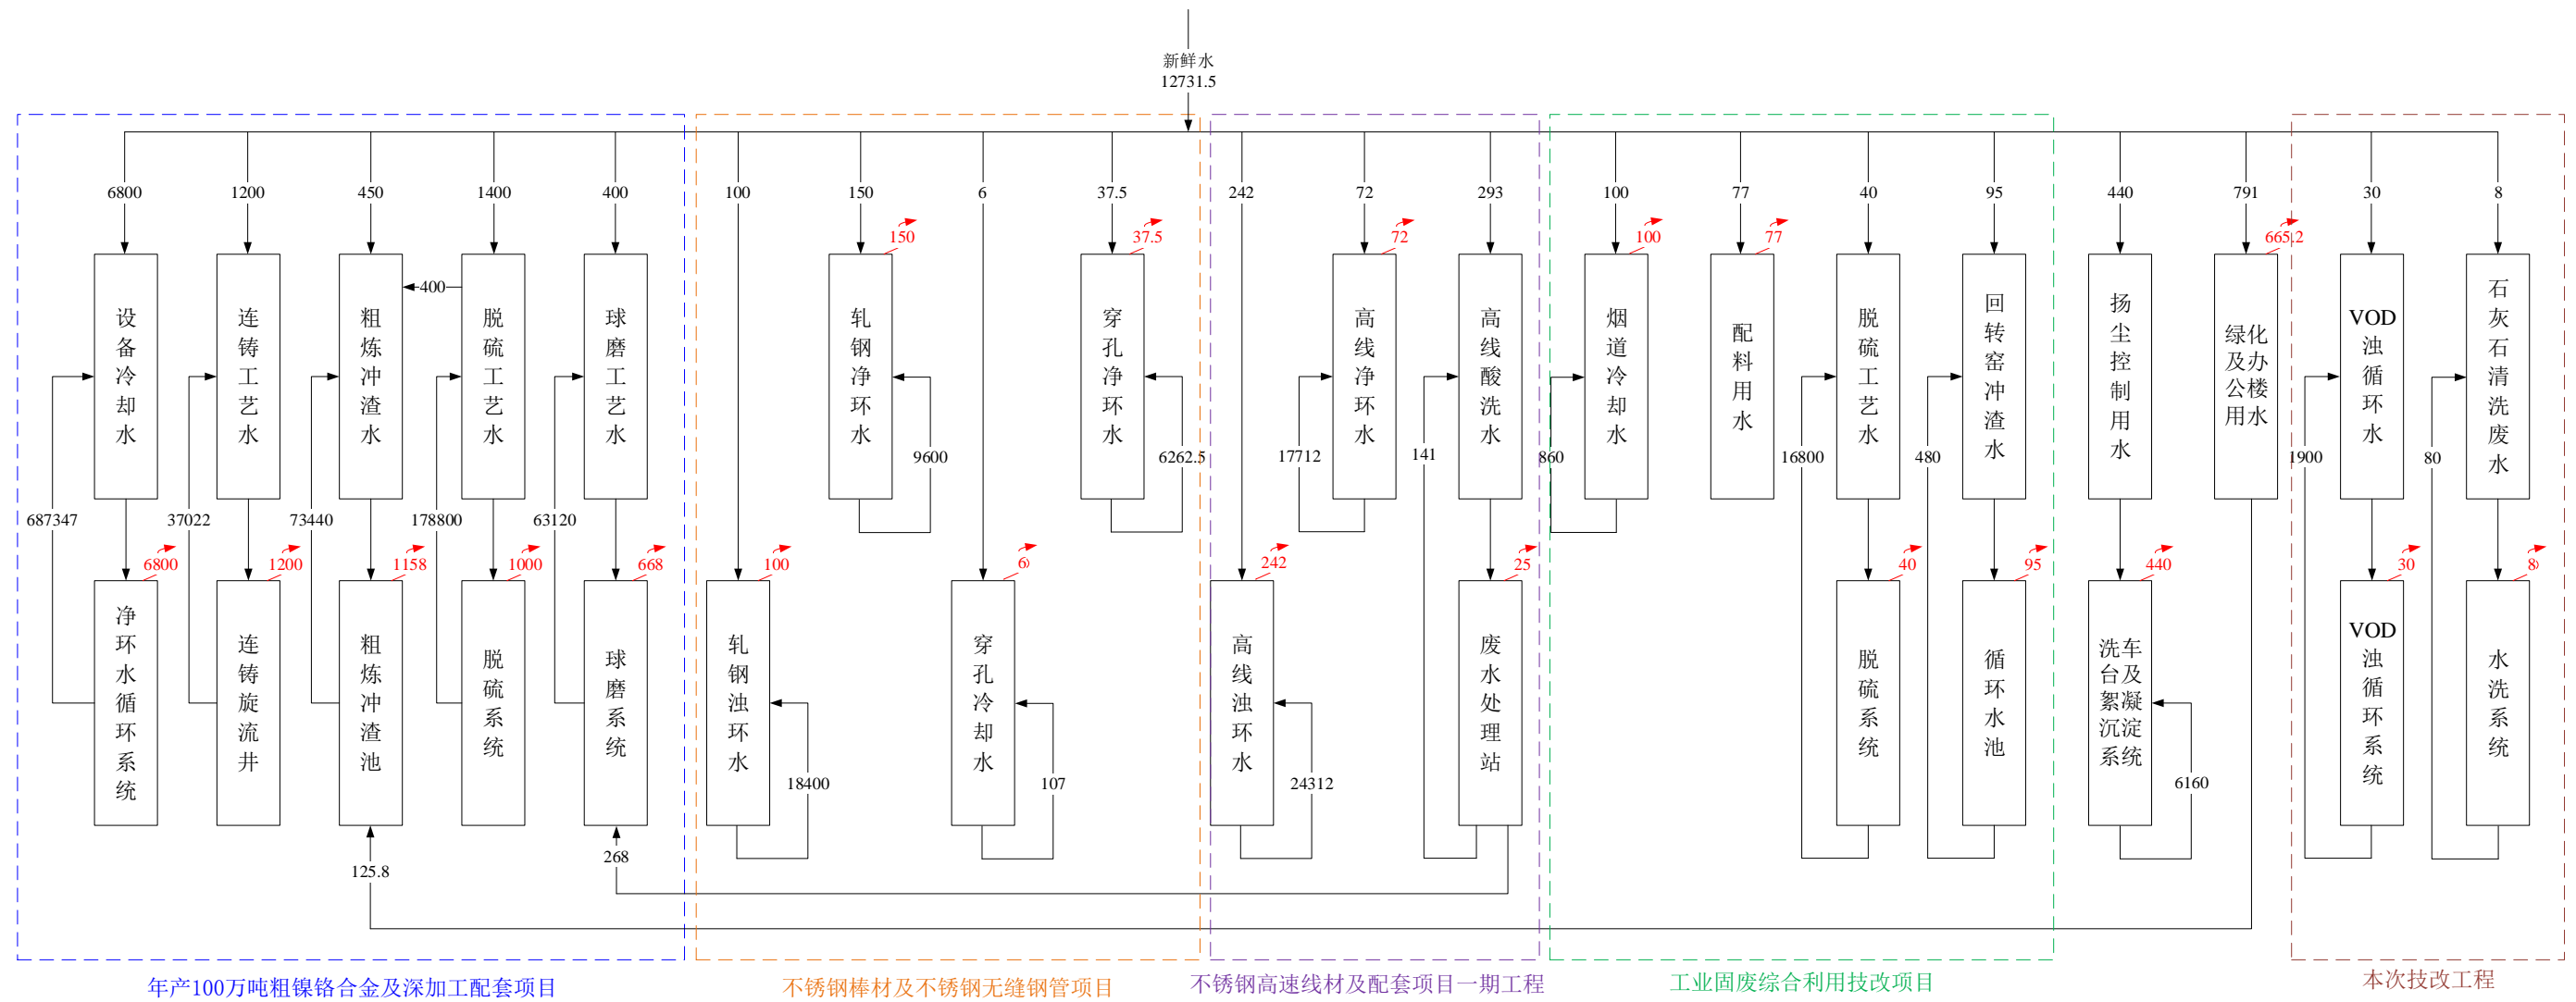 新鲜水
12731.5
6800
1200
450
1400
400
100
150
6
37.5
242
72
293
100
77
40
95
440
791
30
8
150
37.5
72
100
77
665.2
400
设备冷却水
连铸工艺水
粗炼冲渣水
脱硫工艺水
球磨工艺水
轧钢净环水
穿孔净环水
高线净环水
高线酸洗水
烟道冷却水
配料用水
脱硫工艺水
回转窑冲渣水
扬尘控制用水
绿化及办公楼用水
VOD浊循环水
石灰石清洗废水
9600
6262.5
17712
141
860
16800
480
1900
80
687347
37022
73440
178800
63120
6800
1200
1158
1000
668
100
6
242
25
40
95
440
30
8
净环水循环系统
连铸旋流井
粗炼冲渣池
脱硫系统
球磨系统
轧钢浊环水
穿孔冷却水
高线浊环水
废水处理站
脱硫系统
循环水池
洗车台及絮凝沉淀系统
VOD浊循环系统
水洗系统
18400
107
24312
6160
125.8
268
年产100万吨粗镍铬合金及深加工配套项目
不锈钢棒材及不锈钢无缝钢管项目
不锈钢高速线材及配套项目一期工程
工业固废综合利用技改项目
本次技改工程